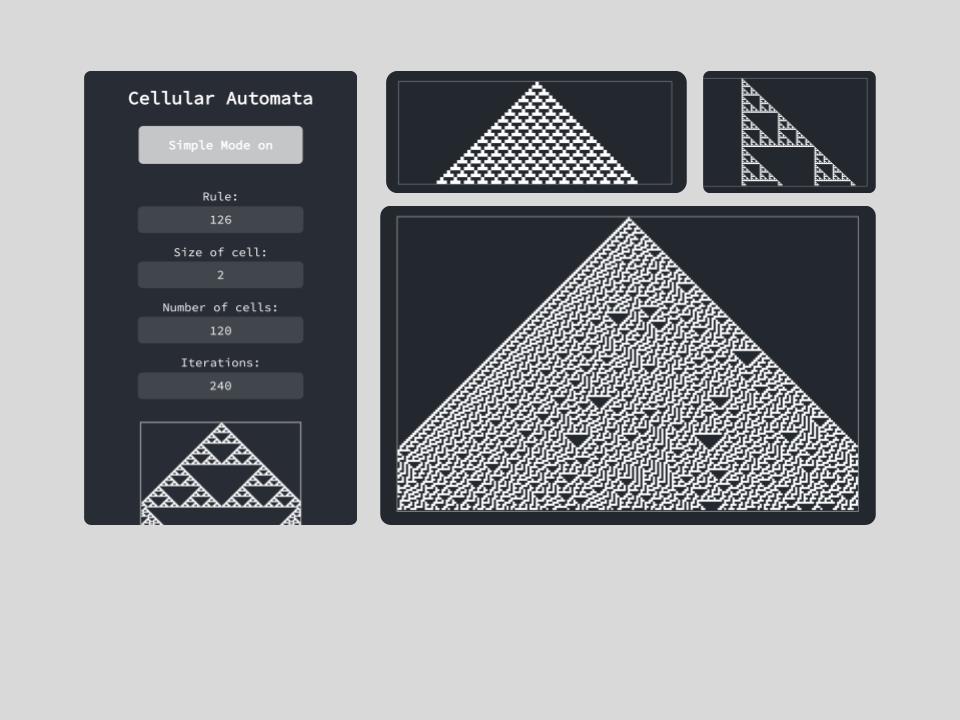 Cellular Automata
Simple Mode on
Rule:
126
Size of cell:
2
Number of cells:
120
Iterations:
240